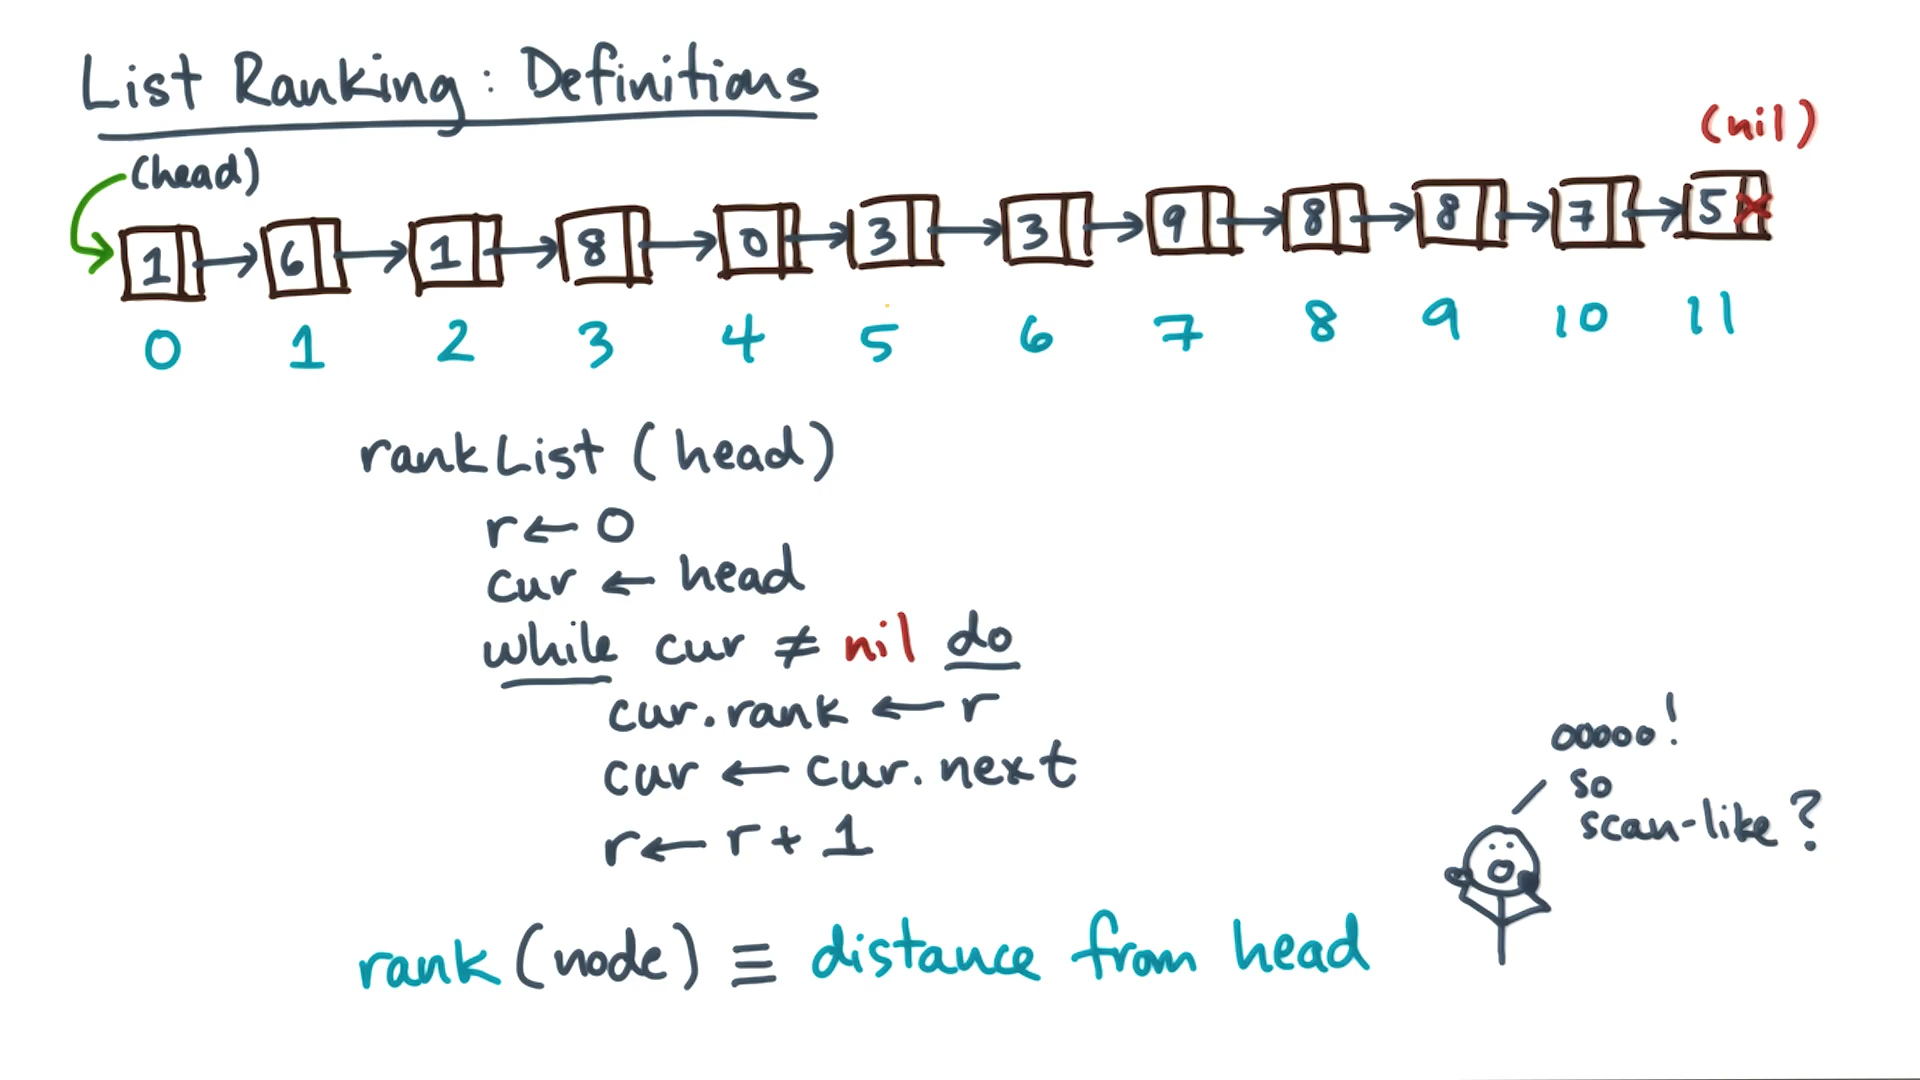 List Ranking: Definitions
(nil)
(head)
1 6 1 8 0 3 3 9 8 8 7 5
0 1 2 3 4 5 6 7 8 9 10 11
rankList (head)
r ← 0
cur ← head
while cur ≠ nil do
cur.rank ← r
cur ← cur.next
r ← r + 1
ooooo!
so
scan-like?
rank (node) ≡ distance from head